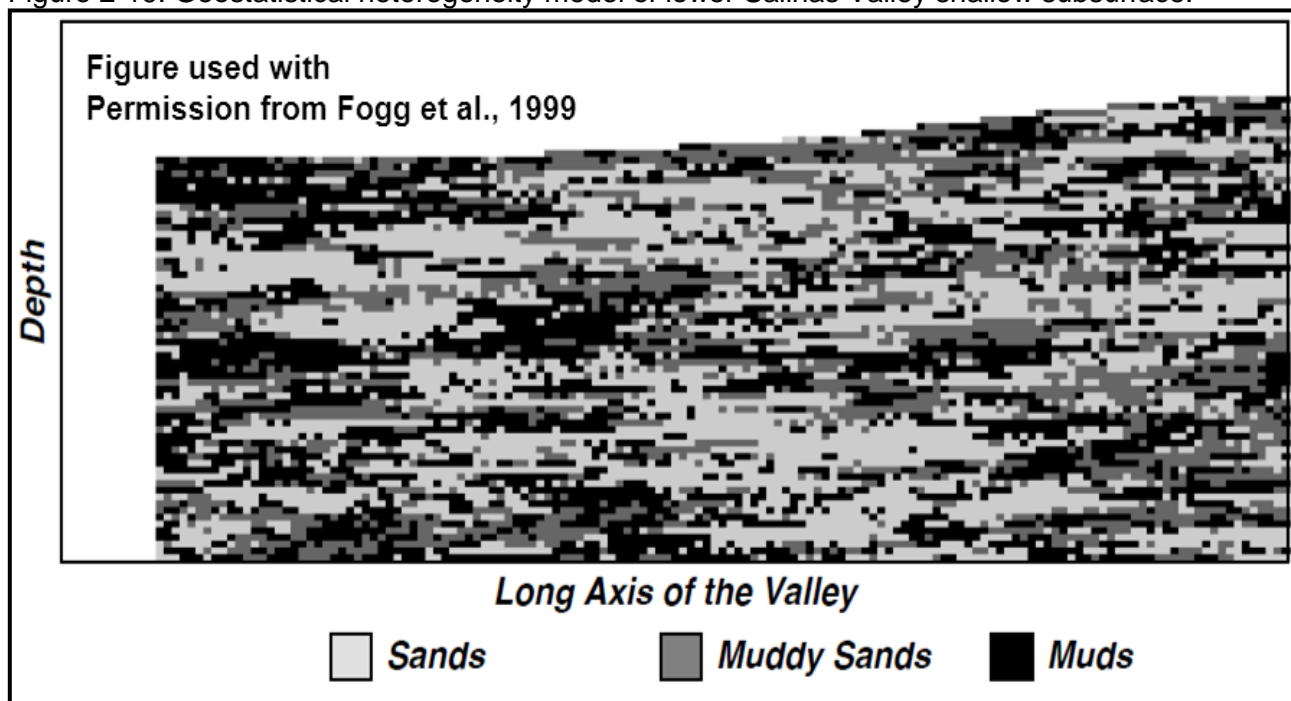 Figure 2-10. Geostatistical heterogeneity model of lower Salinas Valley shallow subsurface.
Figure used with
Permission from Fogg et al., 1999
Depth
Long Axis of the Valley
Sands
Muddy Sands
Muds